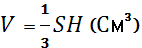 V = 1/3 SH (См³)